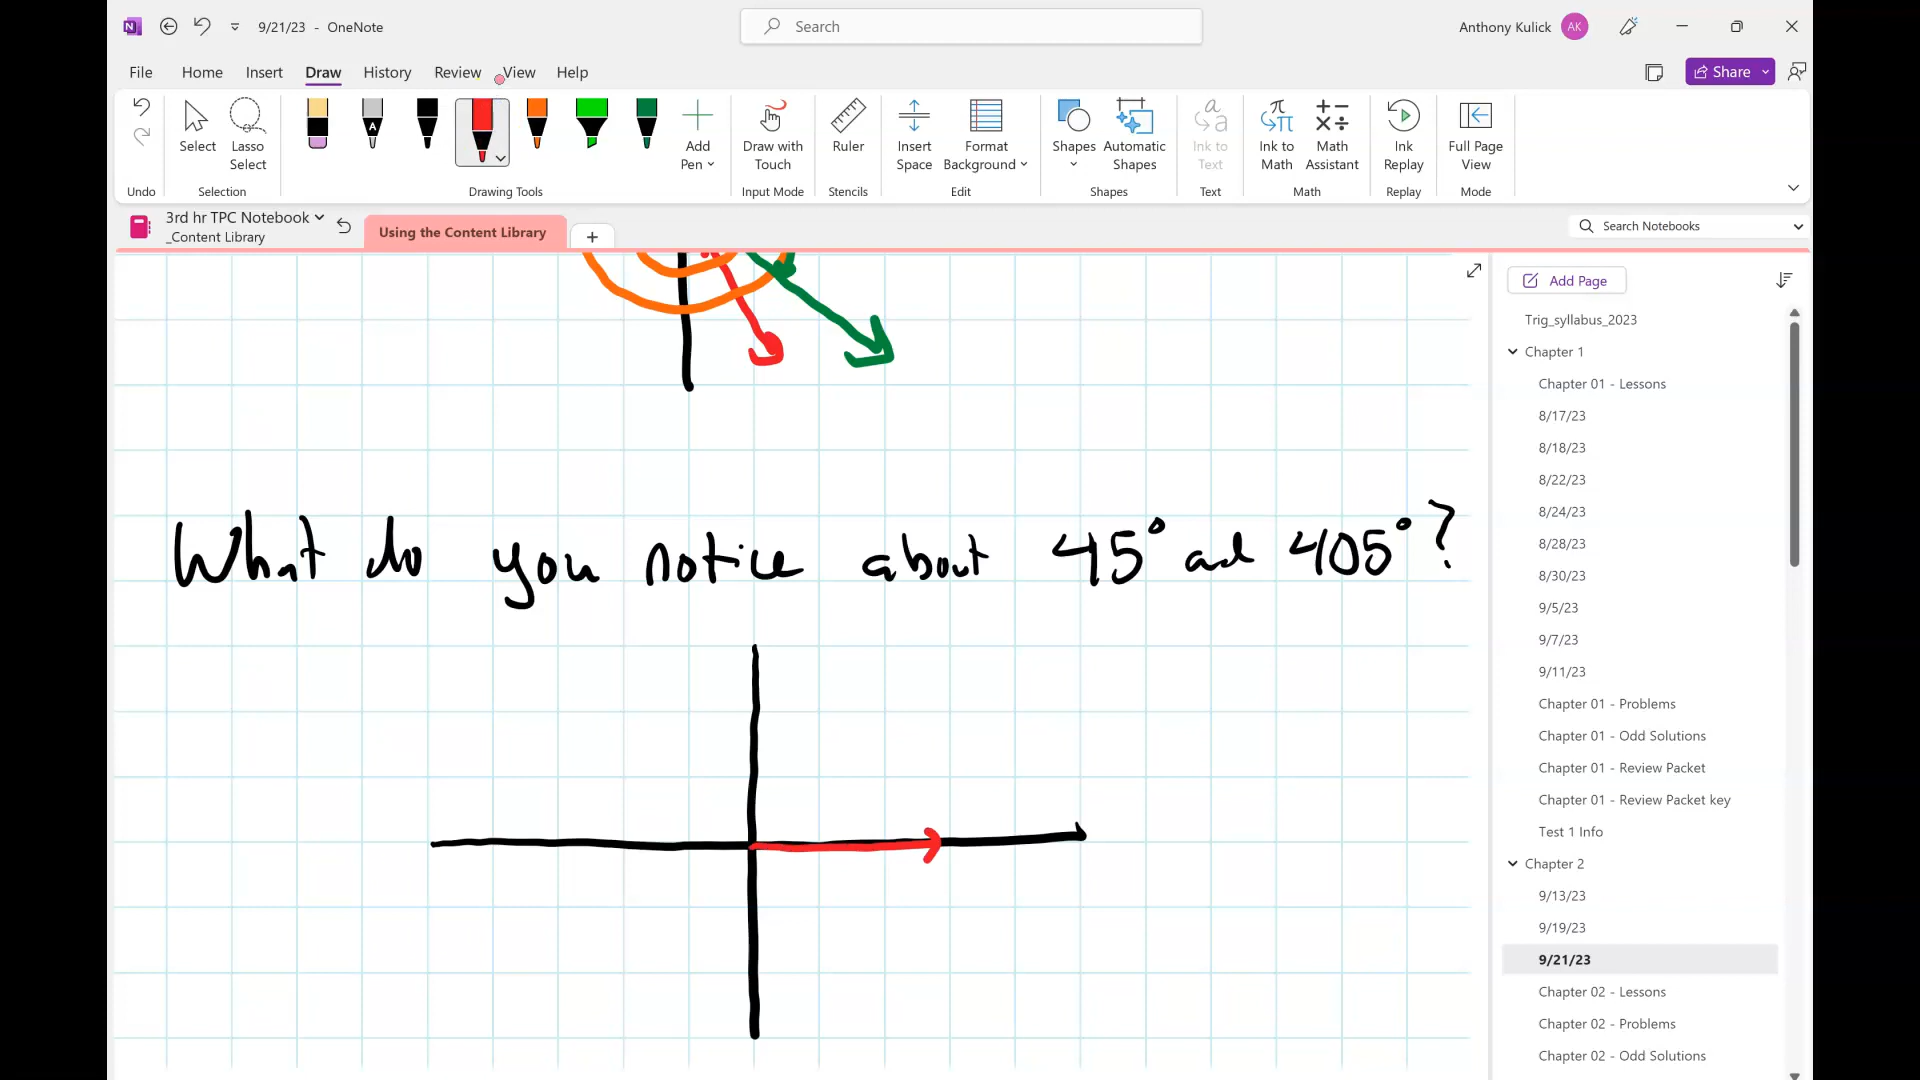 9/21/23 - OneNote
Search
Anthony Kulick
AK
File Home Insert Draw History Review View Help
Share
Undo
Select
Lasso Select
Selection
A
Add Pen
Drawing Tools
Draw with Touch
Input Mode
Ruler
Stencils
Insert Space
Format Background
Edit
Shapes
Automatic Shapes
Shapes
Ink to Text
Text
Ink to Math
Math Assistant
Math
Ink Replay
Replay
Full Page View
Mode
3rd hr TPC Notebook
_Content Library
Using the Content Library
Search Notebooks
What do you notice about 45° and 405°?
Add Page
Trig_syllabus_2023
Chapter 1
Chapter 01 - Lessons
8/17/23
8/18/23
8/22/23
8/24/23
8/28/23
8/30/23
9/5/23
9/7/23
9/11/23
Chapter 01 - Problems
Chapter 01 - Odd Solutions
Chapter 01 - Review Packet
Chapter 01 - Review Packet key
Test 1 Info
Chapter 2
9/13/23
9/19/23
9/21/23
Chapter 02 - Lessons
Chapter 02 - Problems
Chapter 02 - Odd Solutions